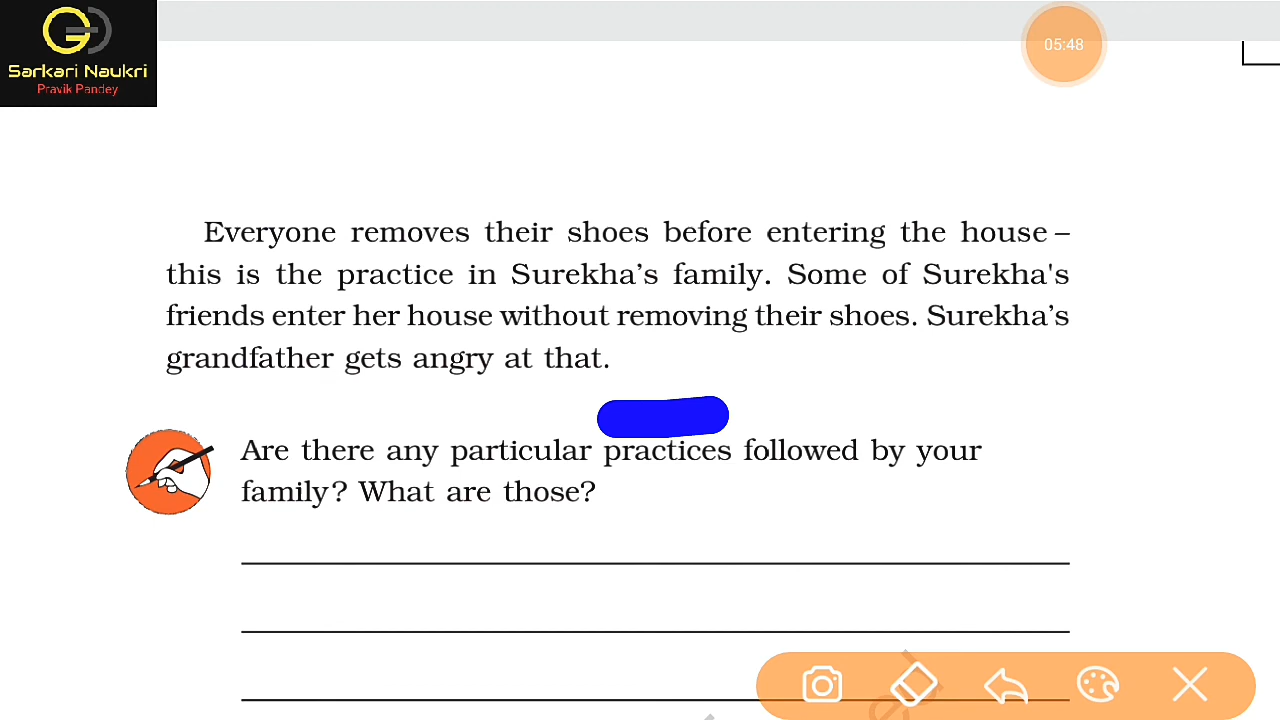 Sarkari Naukri
Pravik Pandey
05:48
Everyone removes their shoes before entering the house –
this is the practice in Surekha’s family. Some of Surekha's
friends enter her house without removing their shoes. Surekha’s
grandfather gets angry at that.
Are there any particular practices followed by your
family? What are those?